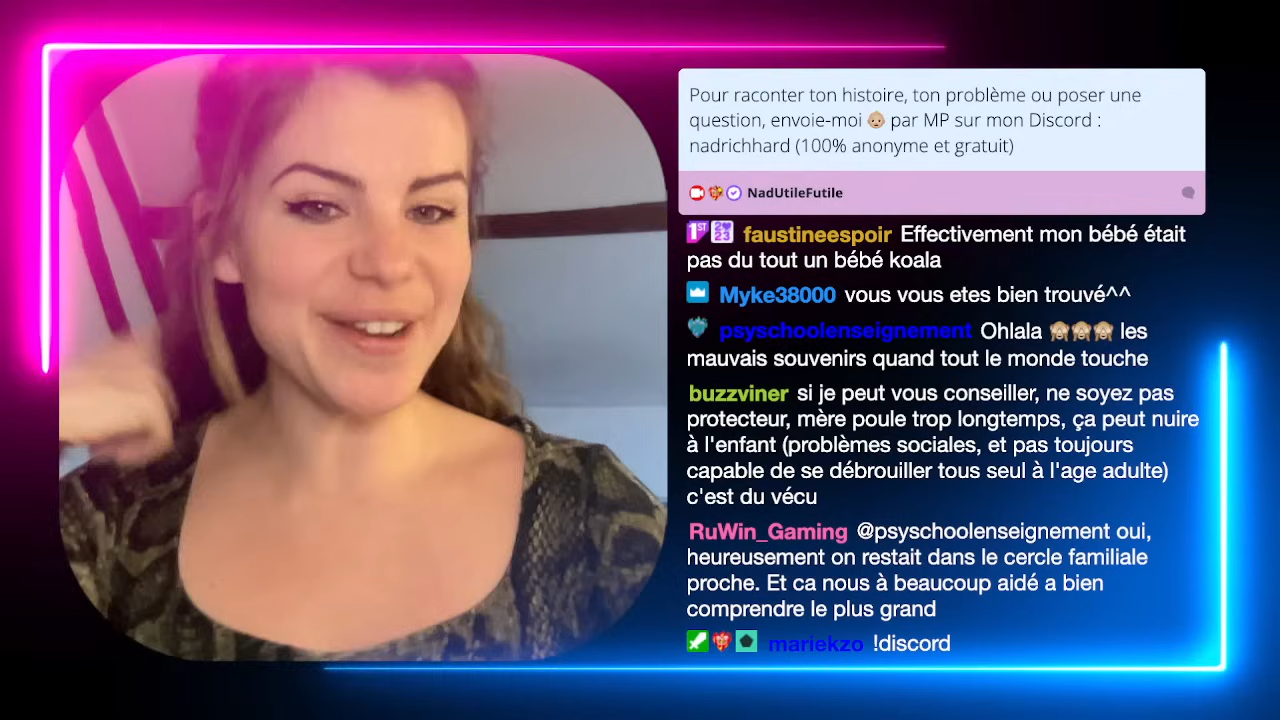 Pour raconter ton histoire, ton problème ou poser une
question, envoie-moi 👶🏼 par MP sur mon Discord :
nadrichhard (100% anonyme et gratuit)
NadUtileFutile
1ST 2023 faustineespoir Effectivement mon bébé était
pas du tout un bébé koala
Myke38000 vous vous etes bien trouvé^^
psyschoolenseignement Ohlala 🙈🙈🙈 les
mauvais souvenirs quand tout le monde touche
buzzviner si je peut vous conseiller, ne soyez pas
protecteur, mère poule trop longtemps, ça peut nuire
à l'enfant (problèmes sociales, et pas toujours
capable de se débrouiller tous seul à l'age adulte)
c'est du vécu
RuWin_Gaming @psyschoolenseignement oui,
heureusement on restait dans le cercle familiale
proche. Et ca nous à beaucoup aidé a bien
comprendre le plus grand
mariekzo !discord